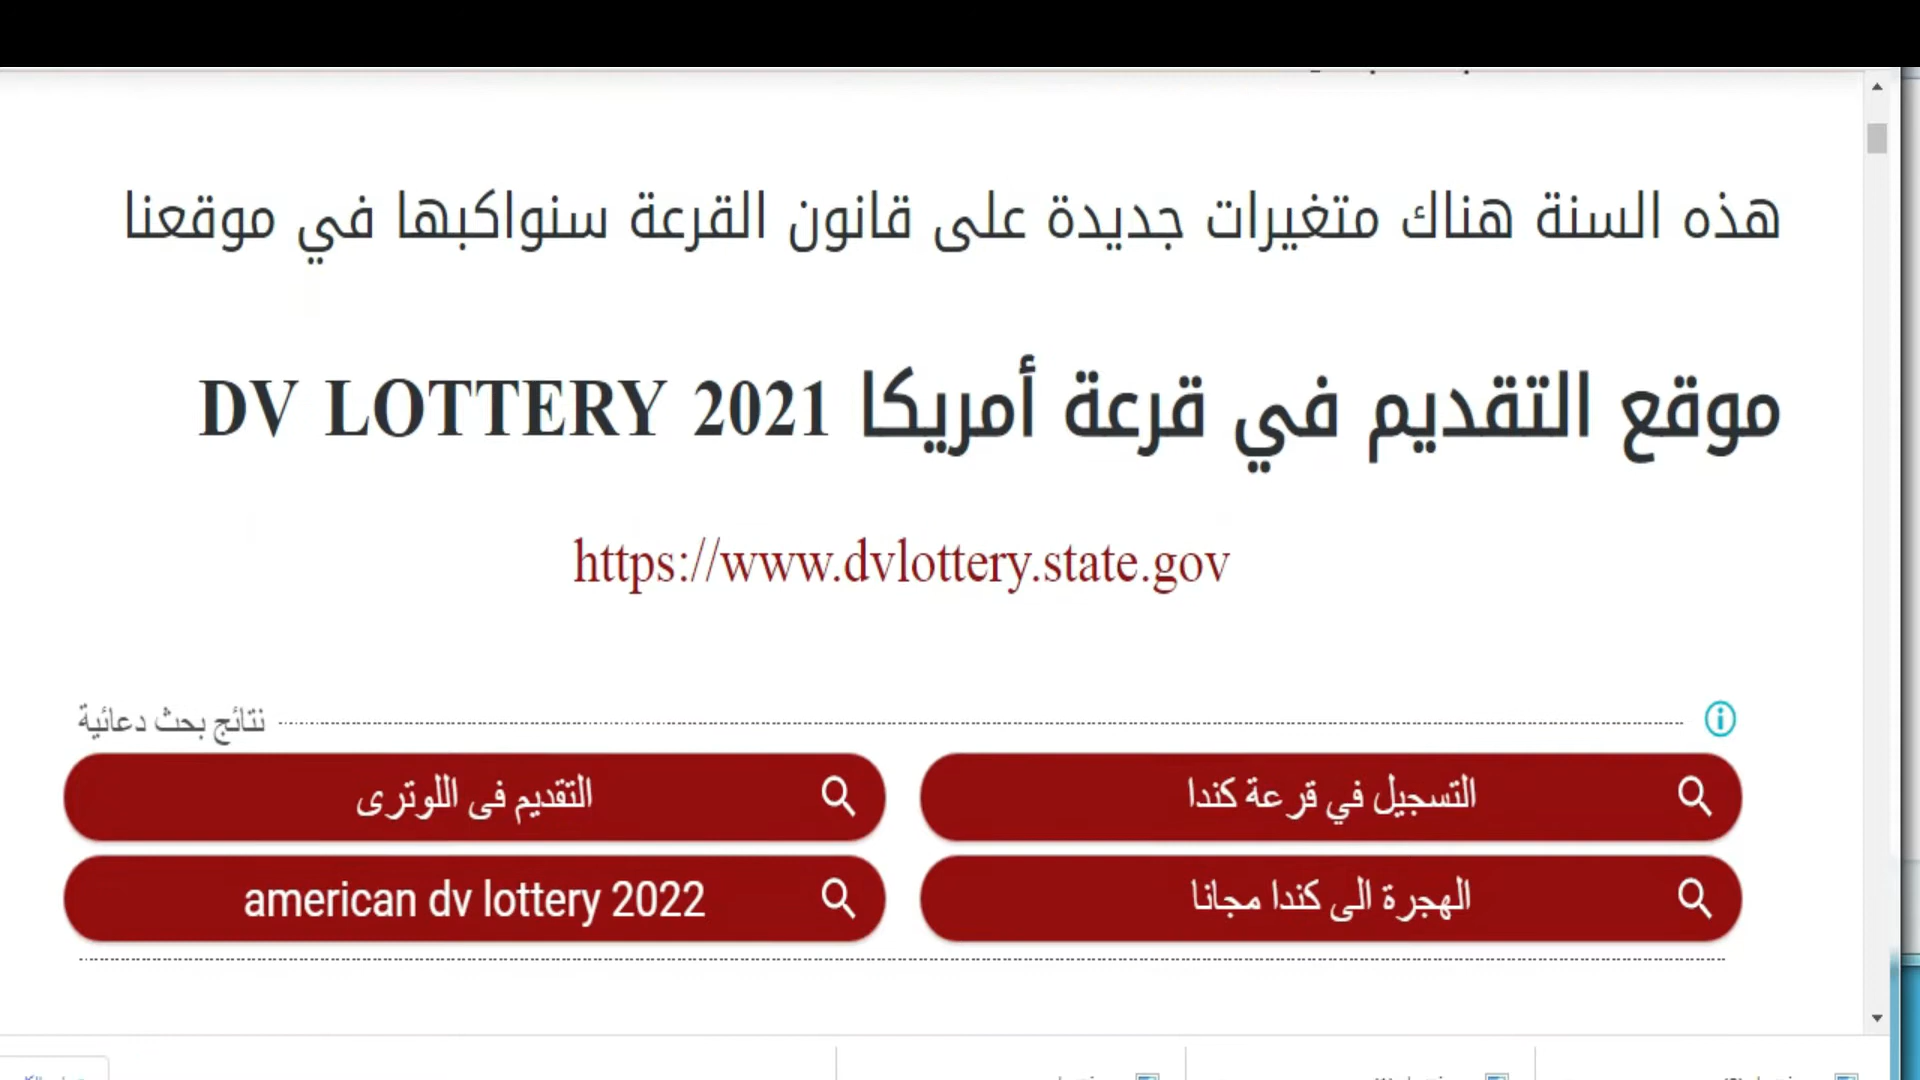 هذه السنة هناك متغيرات جديدة على قانون القرعة سنواكبها في موقعنا
موقع التقديم في قرعة أمريكا DV LOTTERY 2021
https://www.dvlottery.state.gov
نتائج بحث دعائية
التسجيل في قرعة كندا
التقديم فى اللوترى
الهجرة الى كندا مجانا
american dv lottery 2022